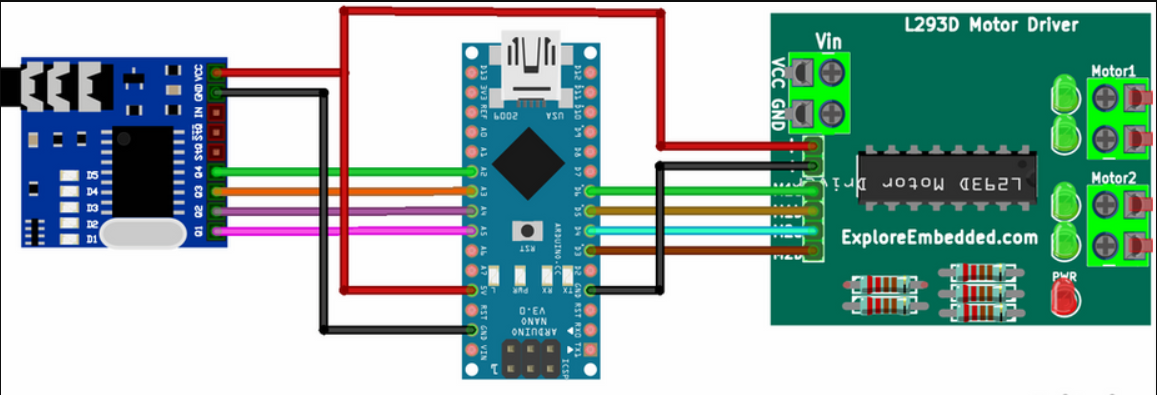 L293D Motor Driver
Vin
VCC GND
Motor1
Motor2
L293D Motor Driver
ExploreEmbedded.com
PWR
M2B
VCC
GND
IN
StQ
StQ
StQ
Q4
Q3
Q2
Q1
D5
D4
D3
D2
D1
D13
3V3
REF
A0
A1
A2
A3
A4
A5
A6
A7
5V
RST
GND
VIN
D12
D11
D10
D9
D8
D7
D6
D5
D4
D3
D2
GND
RST
RX0
TX1
USA
2009
RST
ARDUINO.CC
L
PWR
RX
TX
ARDUINO
NANO
V3.0
ICSP
1